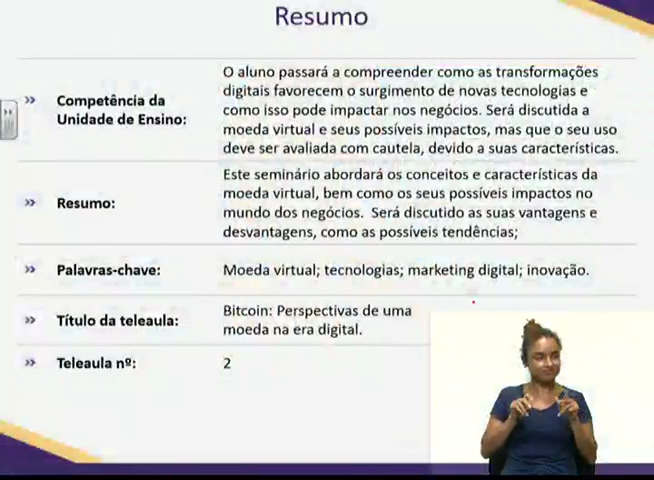 Resumo
Competência da
Unidade de Ensino:
O aluno passará a compreender como as transformações
digitais favorecem o surgimento de novas tecnologias e
como isso pode impactar nos negócios. Será discutida a
moeda virtual e seus possíveis impactos, mas que o seu uso
deve ser avaliada com cautela, devido a suas características.
Resumo:
Este seminário abordará os conceitos e características da
moeda virtual, bem como os seus possíveis impactos no
mundo dos negócios. Será discutido as suas vantagens e
desvantagens, como as possíveis tendências;
Palavras-chave:
Moeda virtual; tecnologias; marketing digital; inovação.
Título da teleaula:
Bitcoin: Perspectivas de uma
moeda na era digital.
Teleaula nº:
2